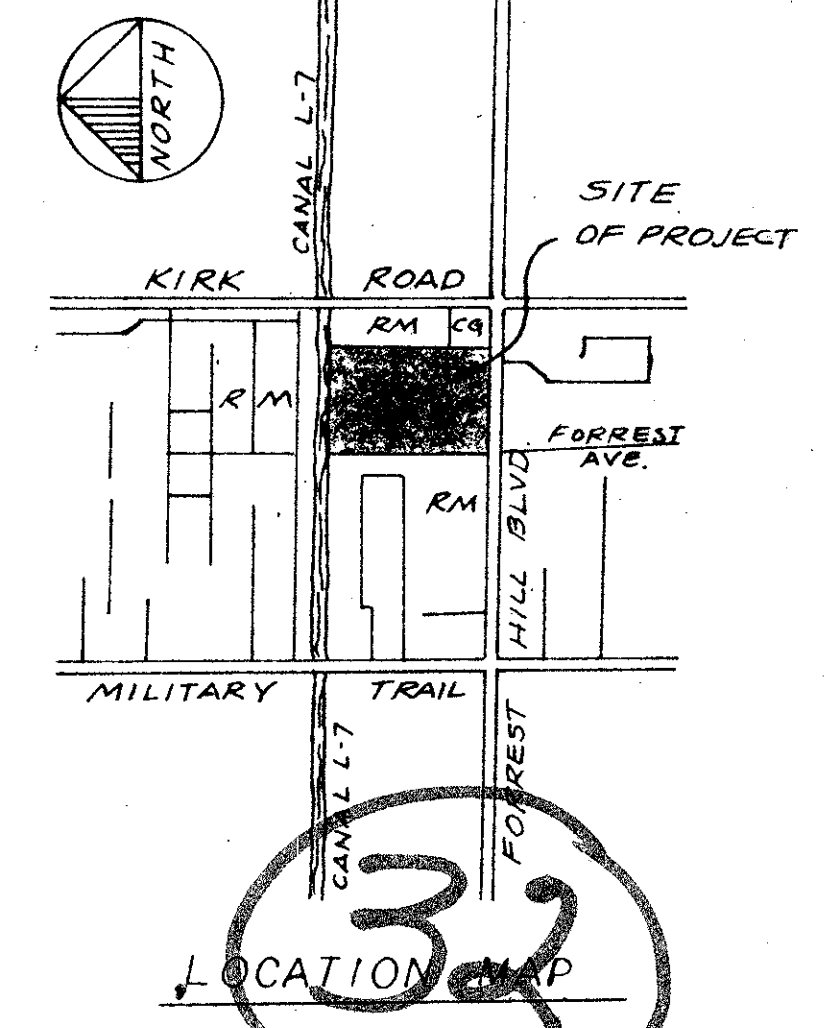 NORTH
CANAL L-7
SITE
OF PROJECT
KIRK ROAD
RM CG
R M
FORREST
AVE.
RM
FORREST HILL BLVD.
MILITARY TRAIL
CANAL L-7
32
LOCATION MAP